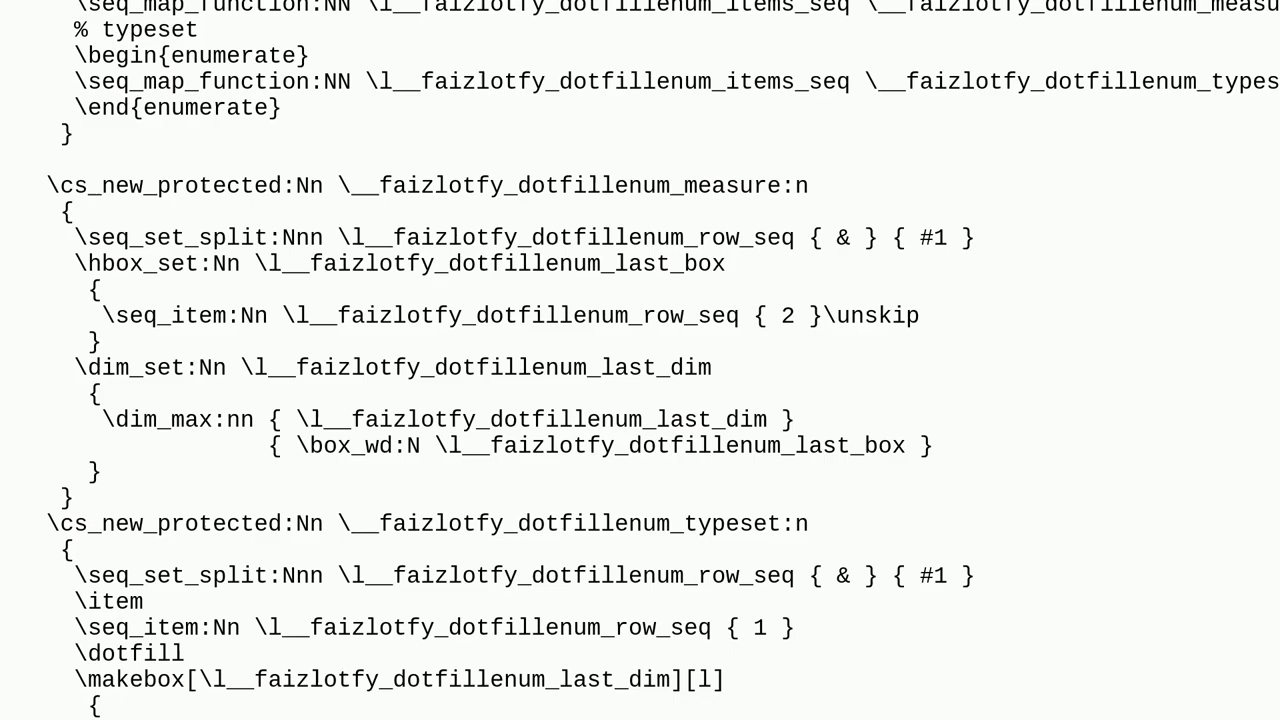 \seq_map_function:NN \l__faizlotfy_dotfillenum_items_seq \__faizlotfy_dotfillenum_measu
% typeset
\begin{enumerate}
\seq_map_function:NN \l__faizlotfy_dotfillenum_items_seq \__faizlotfy_dotfillenum_types
\end{enumerate}
}
\cs_new_protected:Nn \__faizlotfy_dotfillenum_measure:n
{
\seq_set_split:Nnn \l__faizlotfy_dotfillenum_row_seq { & } { #1 }
\hbox_set:Nn \l__faizlotfy_dotfillenum_last_box
{
\seq_item:Nn \l__faizlotfy_dotfillenum_row_seq { 2 }\unskip
}
\dim_set:Nn \l__faizlotfy_dotfillenum_last_dim
{
\dim_max:nn { \l__faizlotfy_dotfillenum_last_dim }
{ \box_wd:N \l__faizlotfy_dotfillenum_last_box }
}
}
\cs_new_protected:Nn \__faizlotfy_dotfillenum_typeset:n
{
\seq_set_split:Nnn \l__faizlotfy_dotfillenum_row_seq { & } { #1 }
\item
\seq_item:Nn \l__faizlotfy_dotfillenum_row_seq { 1 }
\dotfill
\makebox[\l__faizlotfy_dotfillenum_last_dim][l]
{